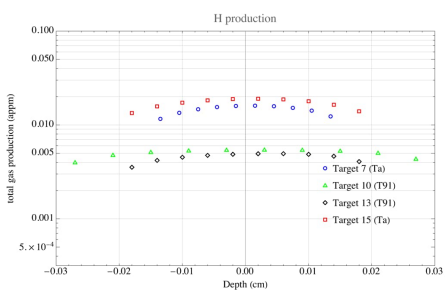 H production
0.100
0.050
0.010
0.005
0.001
5.×10⁻⁴
total gas production (appm)
Target 7 (Ta)
Target 10 (T91)
Target 13 (T91)
Target 15 (Ta)
−0.03 −0.02 −0.01 0.00 0.01 0.02 0.03
Depth (cm)